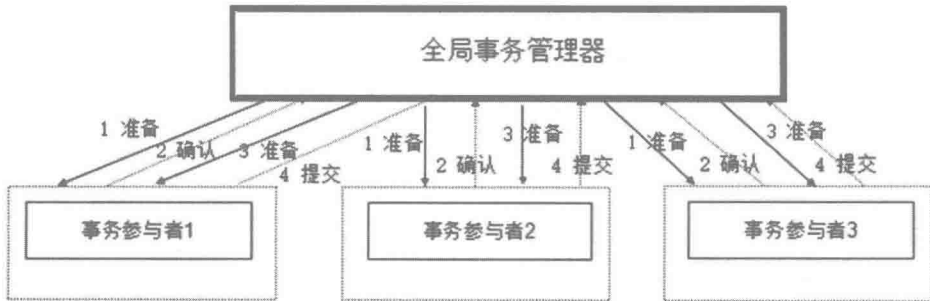 全局事务管理器
1 准备
2 确认
3 准备
4 提交
1 准备
2 确认
3 准备
4 提交
1 准备
2 确认
3 准备
4 提交
事务参与者1
事务参与者2
事务参与者3